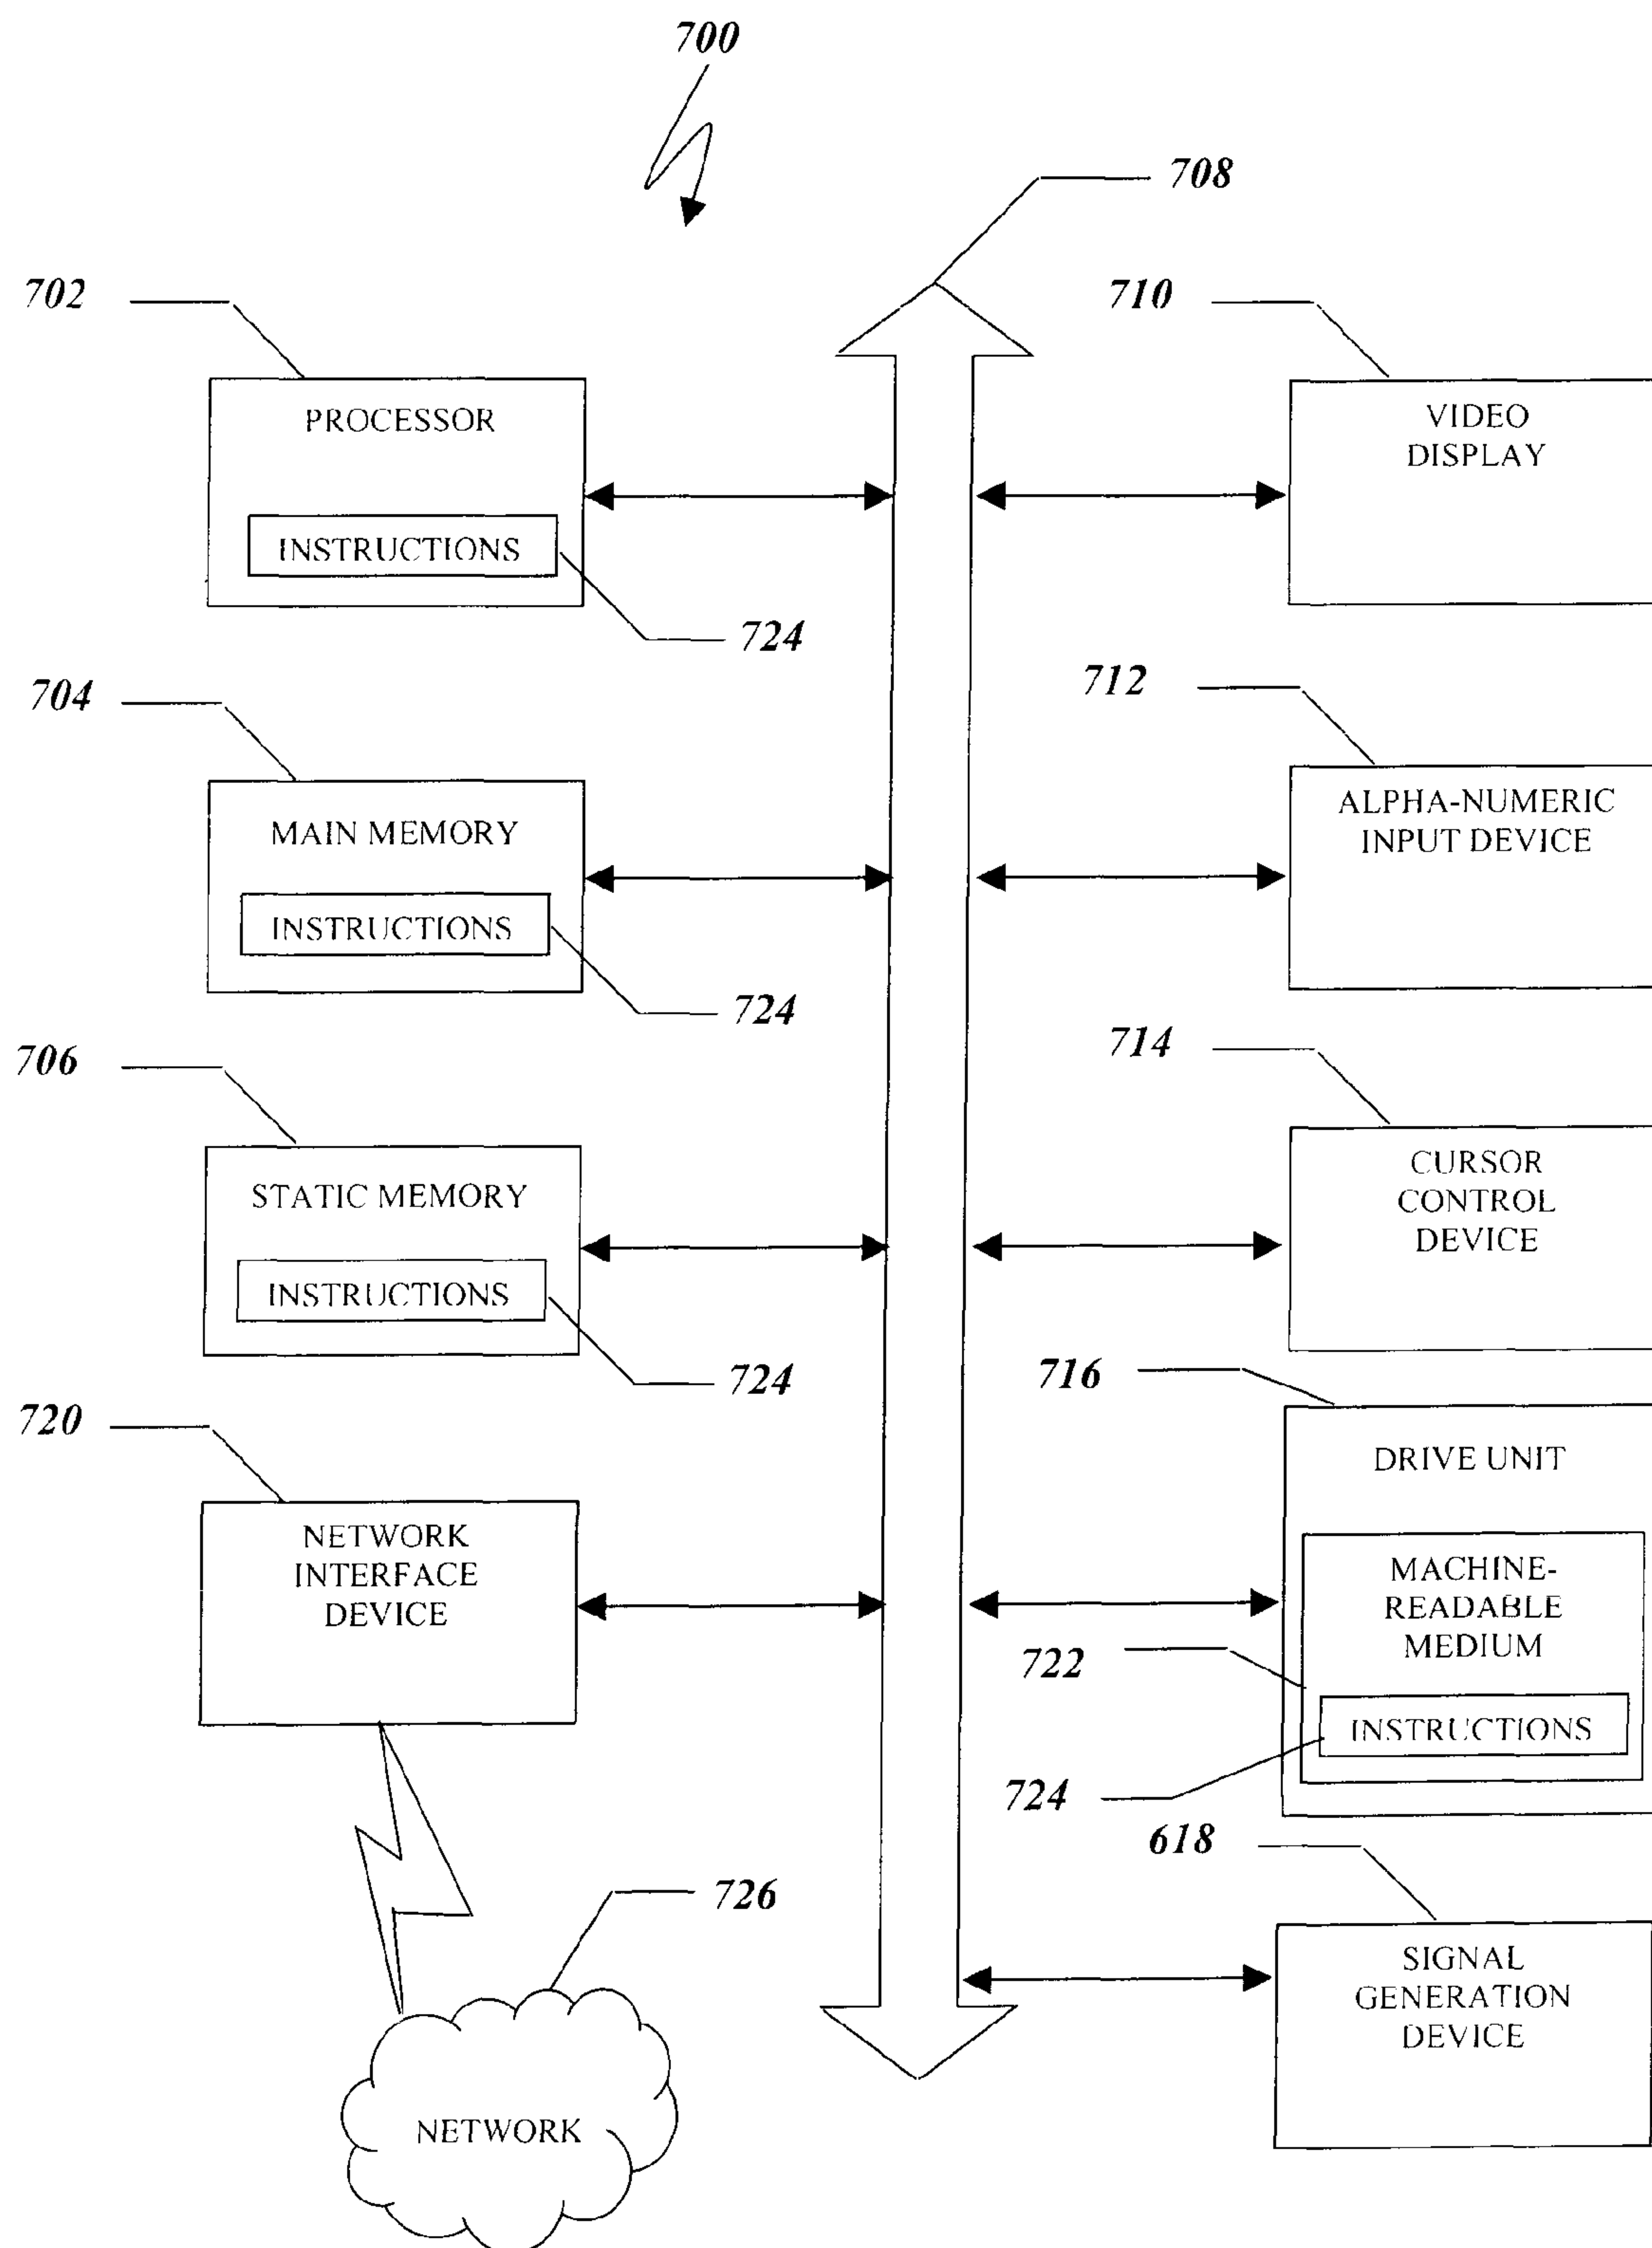 700
708
702
710
PROCESSOR
INSTRUCTIONS
724
VIDEO
DISPLAY
704
712
MAIN MEMORY
INSTRUCTIONS
724
ALPHA-NUMERIC
INPUT DEVICE
706
714
STATIC MEMORY
INSTRUCTIONS
724
CURSOR
CONTROL
DEVICE
720
716
NETWORK
INTERFACE
DEVICE
DRIVE UNIT
MACHINE-
READABLE
MEDIUM
722
INSTRUCTIONS
724
618
726
SIGNAL
GENERATION
DEVICE
NETWORK